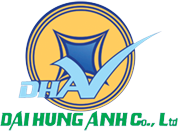 DHA
DAI HUNG ANH Co., Ltd